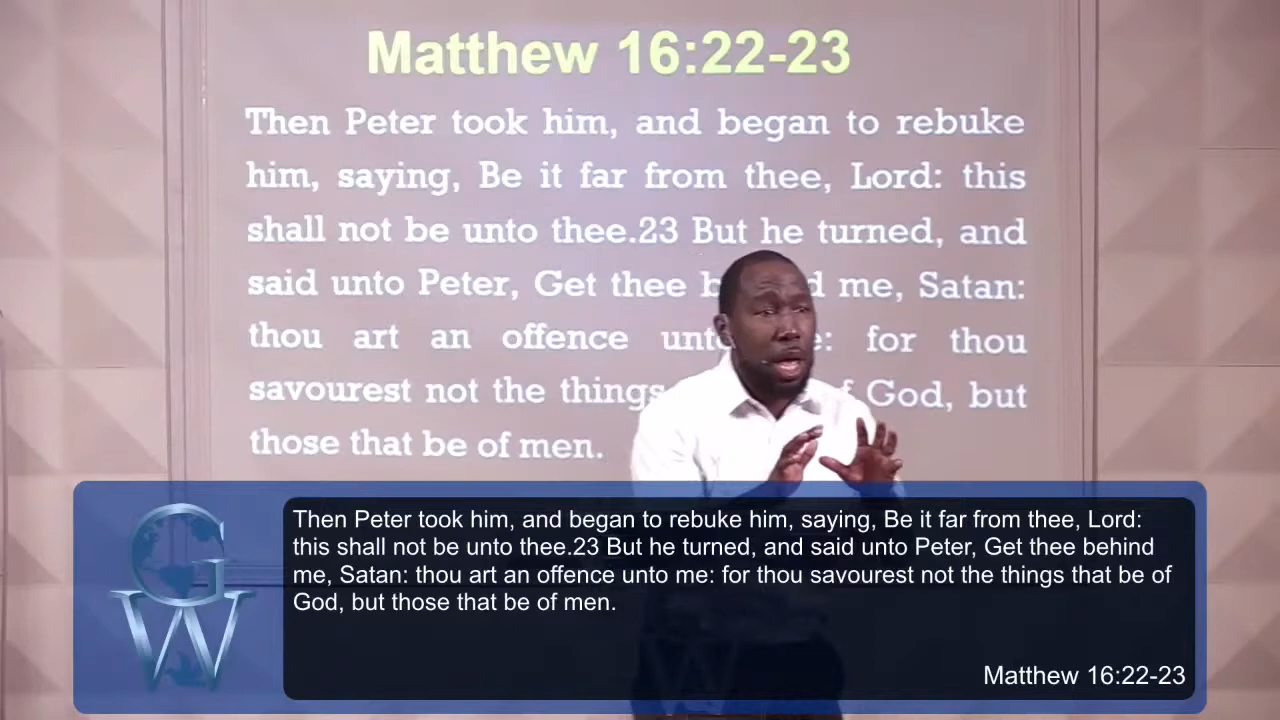 Matthew 16:22-23
Then Peter took him, and began to rebuke
him, saying, Be it far from thee, Lord: this
shall not be unto thee.23 But he turned, and
said unto Peter, Get thee me, Satan:
thou art an offence for thou
savourest not the things God, but
those that be of men.
GW
Then Peter took him, and began to rebuke him, saying, Be it far from thee, Lord:
this shall not be unto thee.23 But he turned, and said unto Peter, Get thee behind
me, Satan: thou art an offence unto me: for thou savourest not the things that be of
God, but those that be of men.
Matthew 16:22-23